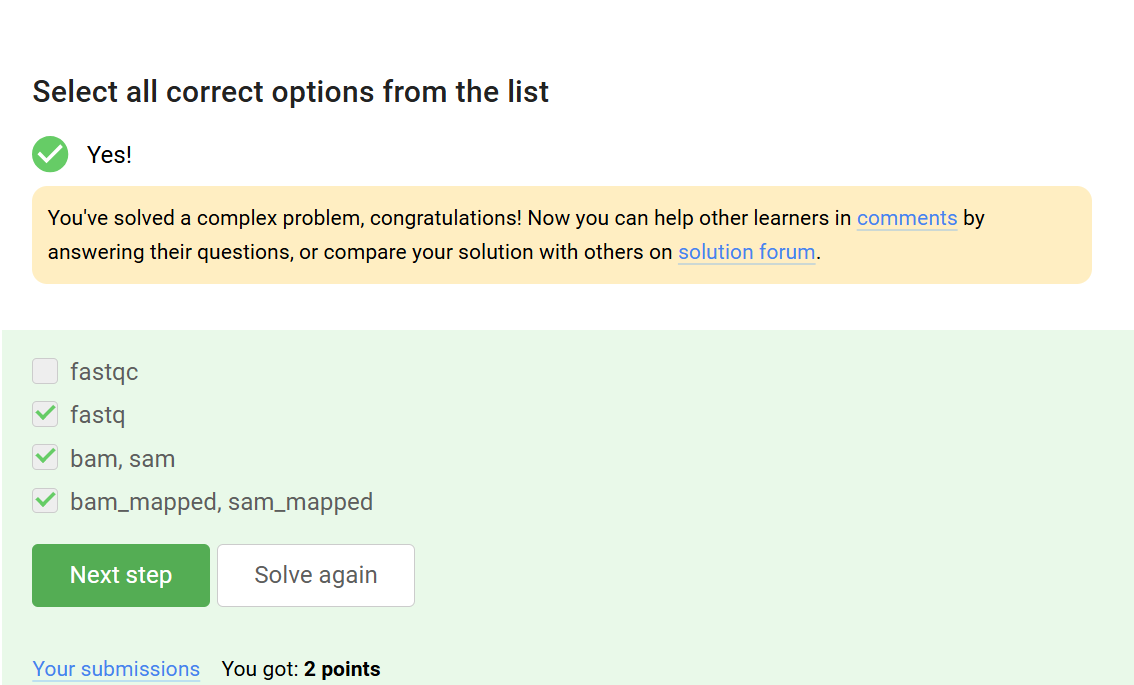 Select all correct options from the list
Yes!
You've solved a complex problem, congratulations! Now you can help other learners in comments by
answering their questions, or compare your solution with others on solution forum.
fastqc
fastq
bam, sam
bam_mapped, sam_mapped
Next step Solve again
Your submissions You got: 2 points